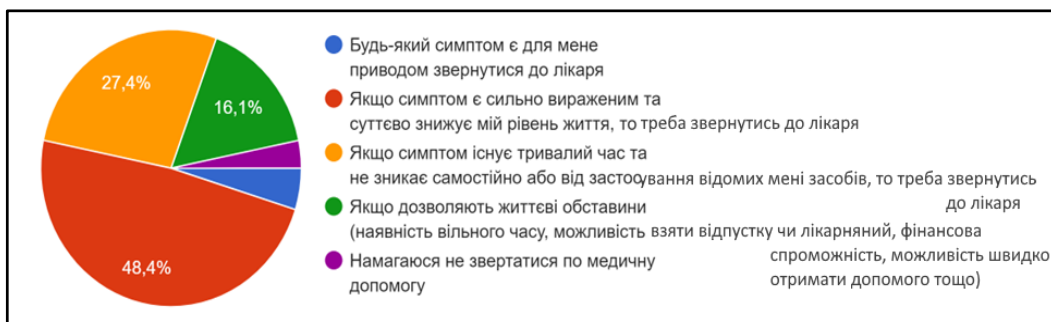 27,4%
16,1%
48,4%
Будь-який симптом є для мене
приводом звернутися до лікаря
Якщо симптом є сильно вираженим та
суттєво знижує мій рівень життя, то треба звернутись до лікаря
Якщо симптом існує тривалий час та
не зникає самостійно або від застосування відомих мені засобів, то треба звернутись
до лікаря
Якщо дозволяють життєві обставини
(наявність вільного часу, можливість взяти відпустку чи лікарняний, фінансова
спроможність, можливість швидко
отримати допомого тощо)
Намагаюся не звертатися по медичну
допомогу